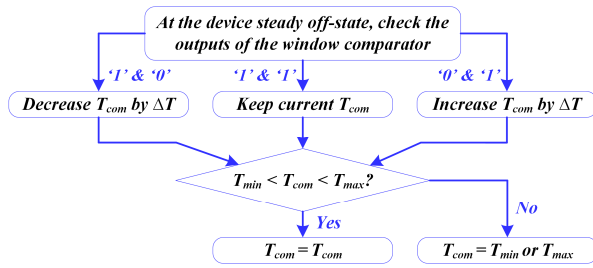 At the device steady off-state, check the
outputs of the window comparator
‘1’ & ‘0’ ‘1’ & ‘1’ ‘0’ & ‘1’
Decrease Tcom by ΔT Keep current Tcom Increase Tcom by ΔT
Tmin < Tcom < Tmax?
Yes No
Tcom = Tcom Tcom = Tmin or Tmax